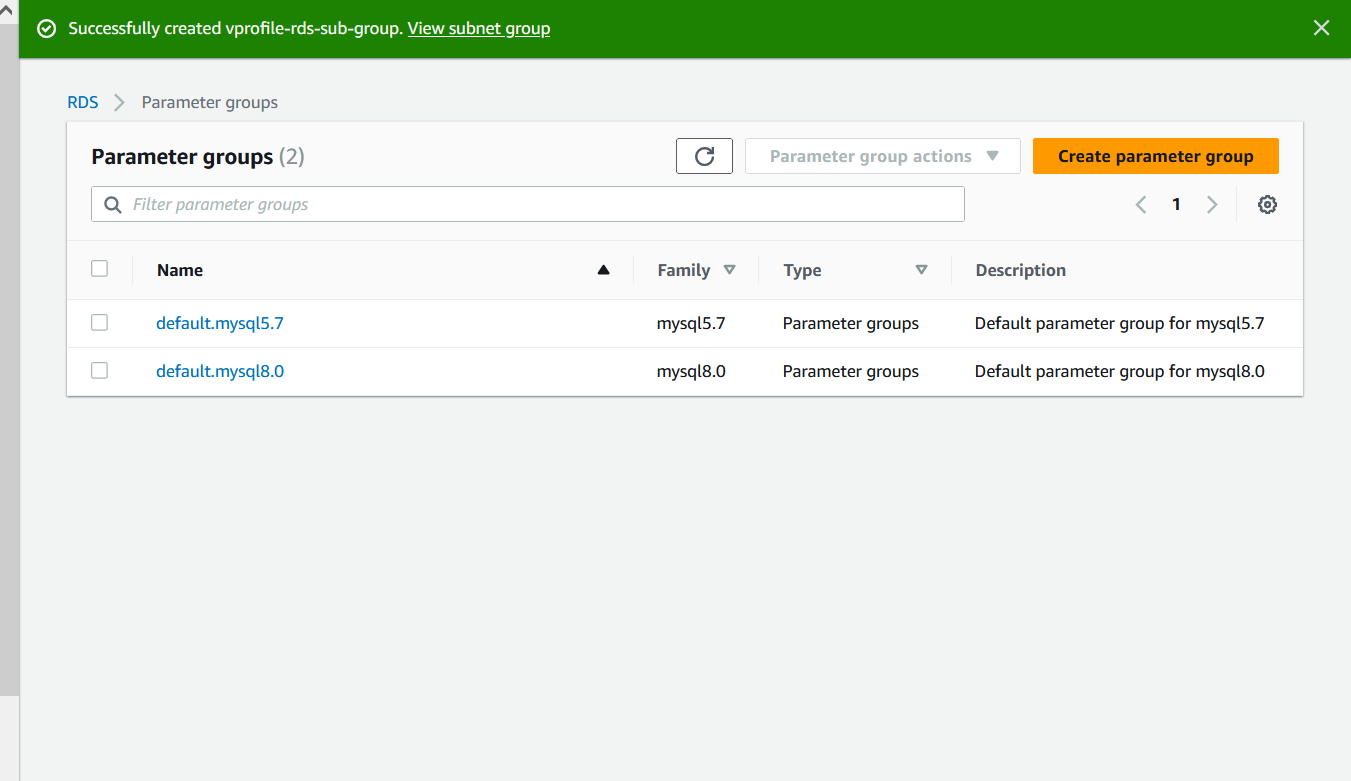 Successfully created vprofile-rds-sub-group. View subnet group
RDS > Parameter groups
Parameter groups (2)
Parameter group actions
Create parameter group
Filter parameter groups
1
Name Family Type Description
default.mysql5.7 mysql5.7 Parameter groups Default parameter group for mysql5.7
default.mysql8.0 mysql8.0 Parameter groups Default parameter group for mysql8.0